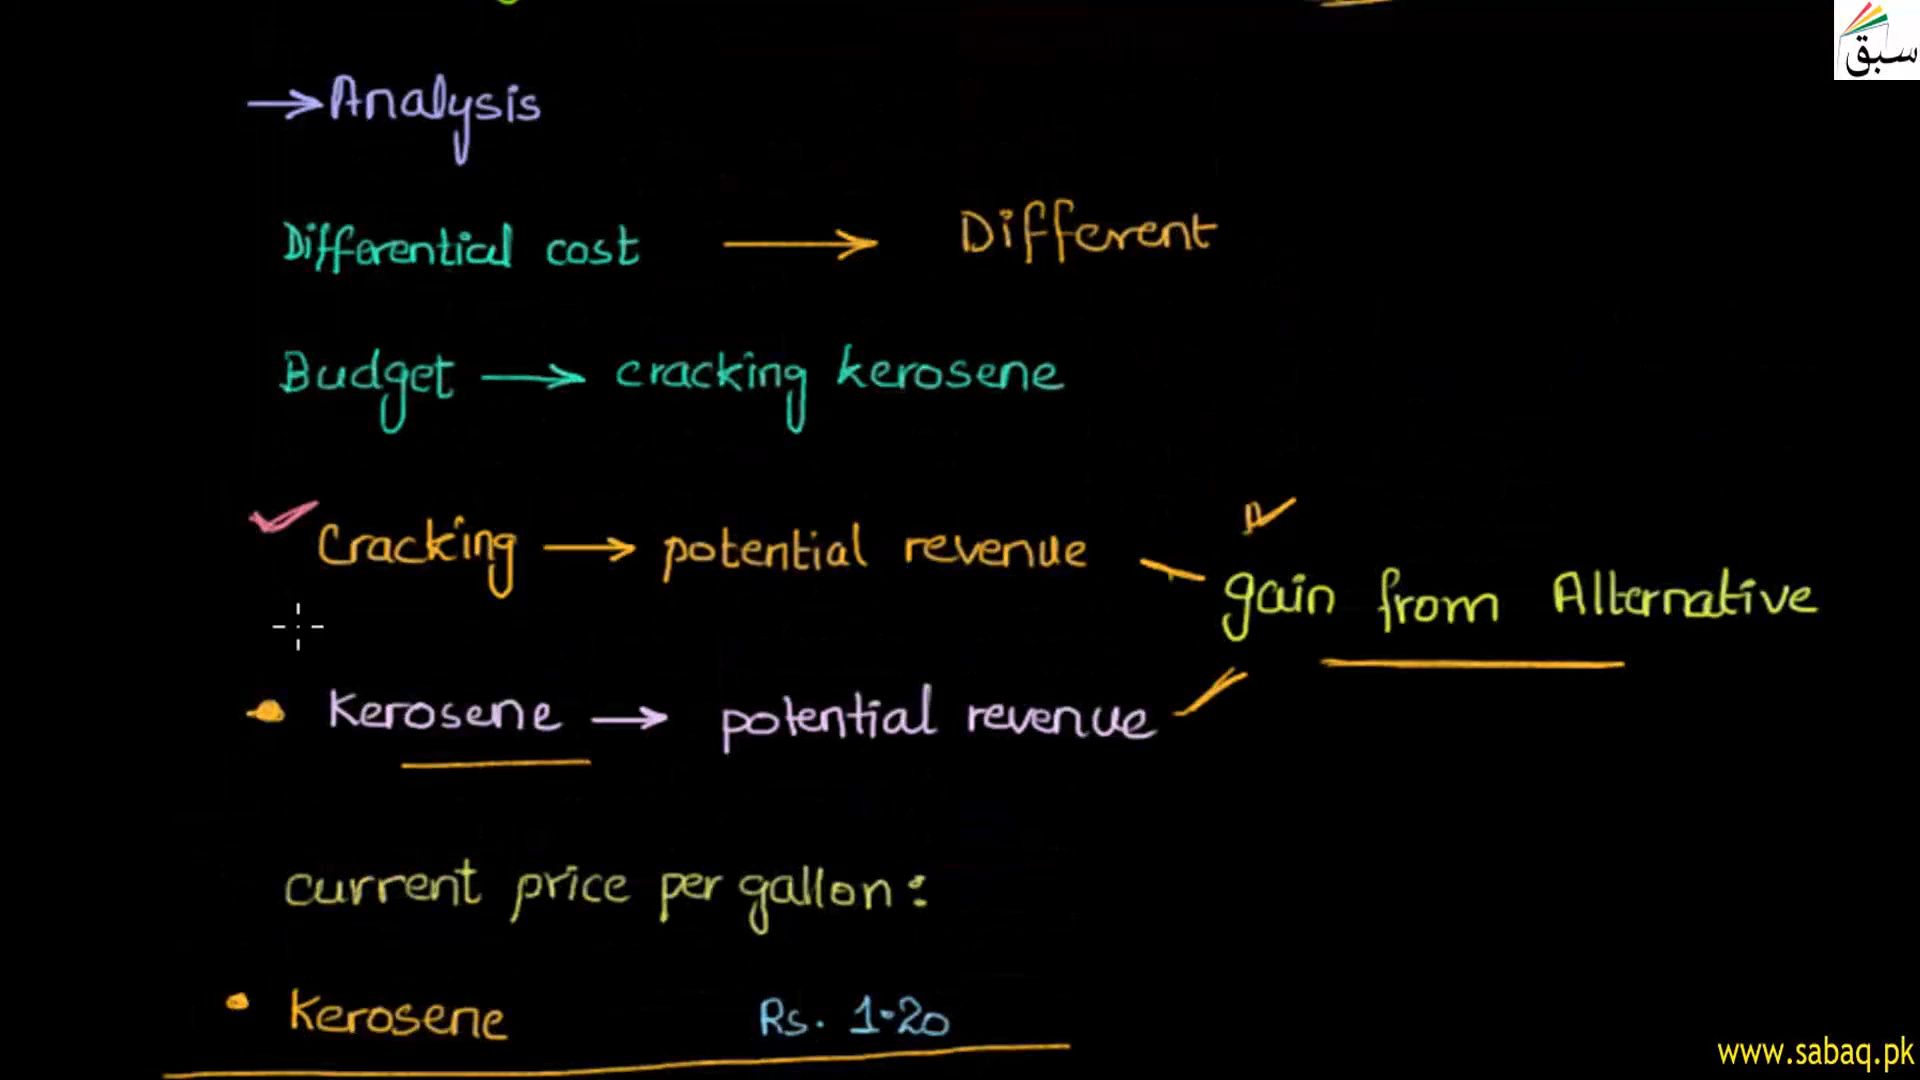 سبق
→ Analysis
Differential cost → Different
Budget → cracking kerosene
Cracking → potential revenue
gain from Alternative
Kerosene → potential revenue
current price per gallon:
• Kerosene Rs. 1.20
www.sabaq.pk